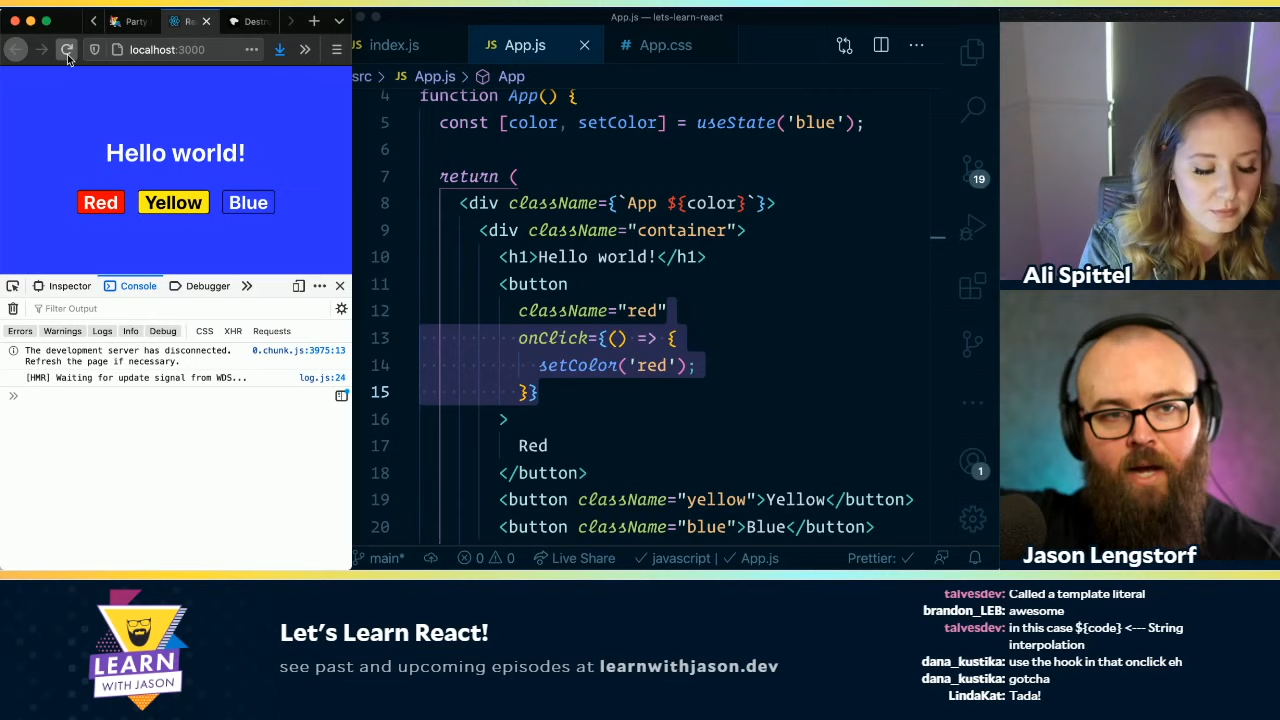 Party
Re
Destru
localhost:3000
Hello world!
Red
Yellow
Blue
Inspector
Console
Debugger
Filter Output
Errors
Warnings
Logs
Info
Debug
CSS
XHR
Requests
The development server has disconnected.
Refresh the page if necessary.
0.chunk.js:3975:13
[HMR] Waiting for update signal from WDS...
log.js:24
App.js — lets-learn-react
JS index.js
JS App.js
# App.css
src > JS App.js > App
4 function App() {
5 const [color, setColor] = useState('blue');
6
7 return (
8 <div className={`App ${color}`}>
9 <div className="container">
10 <h1>Hello world!</h1>
11 <button
12 className="red"
13 onClick={() => {
14 setColor('red');
15 }}
16 >
17 Red
18 </button>
19 <button className="yellow">Yellow</button>
20 <button className="blue">Blue</button>
main*
0
0
Live Share
javascript
App.js
Prettier:
19
1
Ali Spittel
Jason Lengstorf
LEARN
WITH JASON
Let's Learn React!
see past and upcoming episodes at learnwithjason.dev
talvesdev: Called a template literal
brandon_LEB: awesome
talvesdev: in this case ${code} <--- String
interpolation
dana_kustika: use the hook in that onclick eh
dana_kustika: gotcha
LindaKat: Tada!